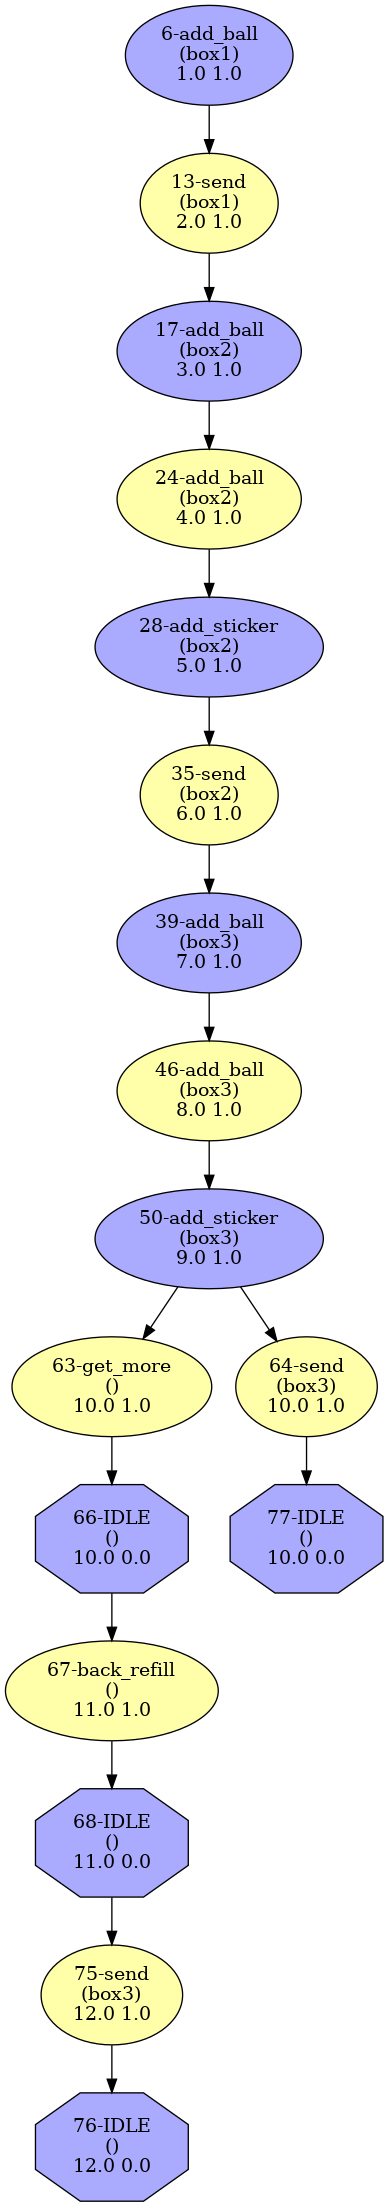 6-add_ball
(box1)
1.0 1.0
13-send
(box1)
2.0 1.0
17-add_ball
(box2)
3.0 1.0
24-add_ball
(box2)
4.0 1.0
28-add_sticker
(box2)
5.0 1.0
35-send
(box2)
6.0 1.0
39-add_ball
(box3)
7.0 1.0
46-add_ball
(box3)
8.0 1.0
50-add_sticker
(box3)
9.0 1.0
63-get_more
()
10.0 1.0
64-send
(box3)
10.0 1.0
66-IDLE
()
10.0 0.0
77-IDLE
()
10.0 0.0
67-back_refill
()
11.0 1.0
68-IDLE
()
11.0 0.0
75-send
(box3)
12.0 1.0
76-IDLE
()
12.0 0.0